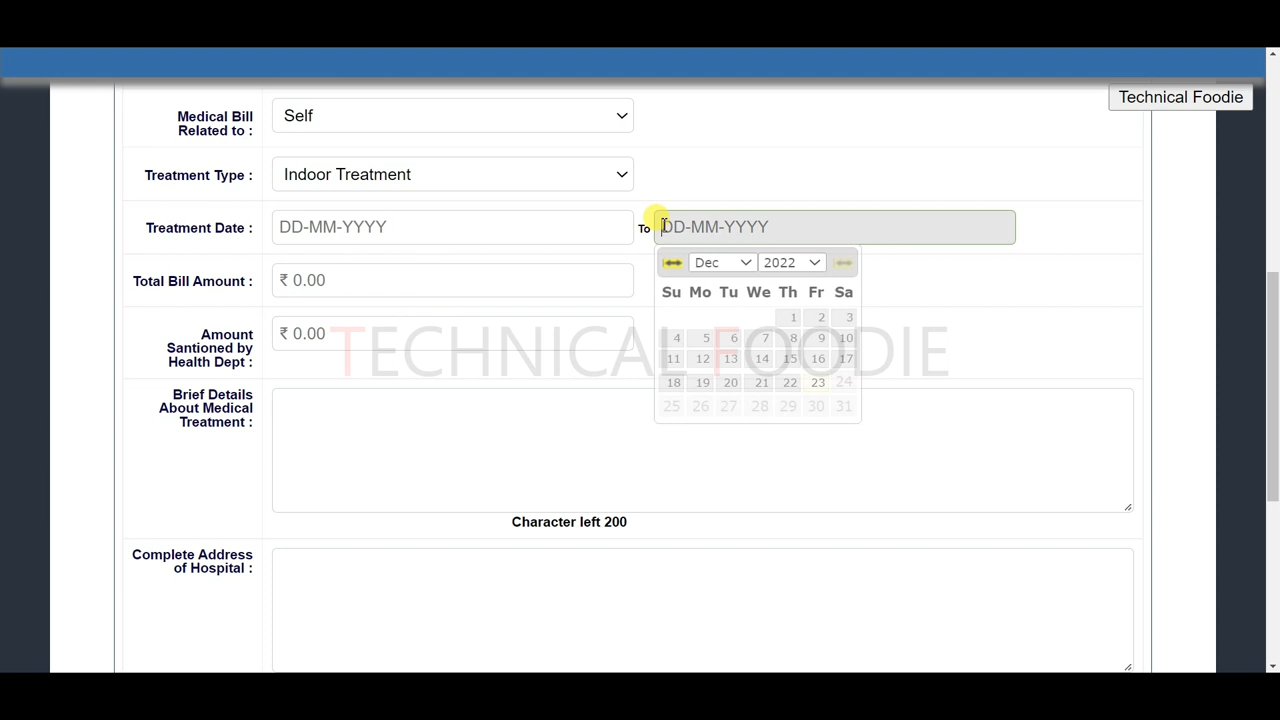 Technical Foodie
Medical Bill
Related to :
Self
Treatment Type :
Indoor Treatment
Treatment Date :
DD-MM-YYYY
To
DD-MM-YYYY
Dec 2022
Su Mo Tu We Th Fr Sa
1 2 3
4 5 6 7 8 9 10
11 12 13 14 15 16 17
18 19 20 21 22 23 24
25 26 27 28 29 30 31
Total Bill Amount :
₹ 0.00
Amount
Santioned by
Health Dept :
₹ 0.00
TECHNICAL FOODIE
Brief Details
About Medical
Treatment :
Character left 200
Complete Address
of Hospital :